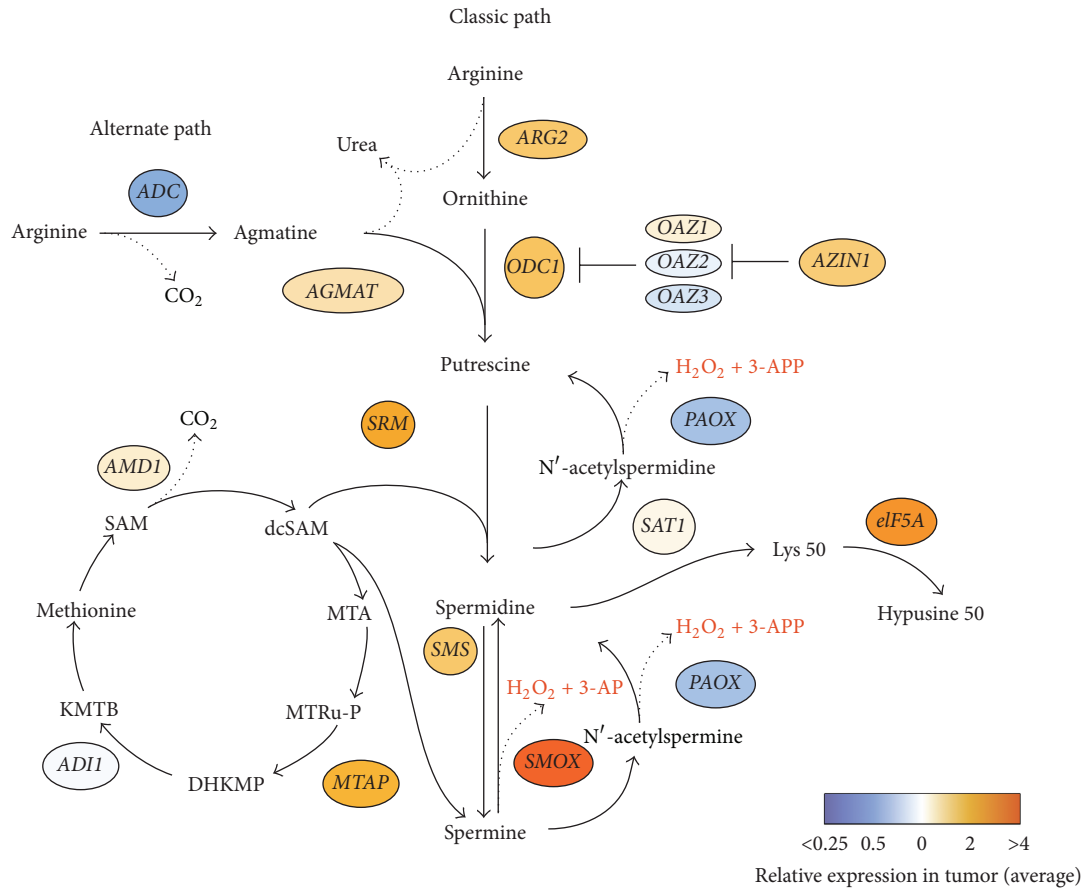 Classic path
Arginine
Alternate path
Urea
ARG2
ADC
Ornithine
Arginine
Agmatine
CO2
AGMAT
ODC1
OAZ1
OAZ2
OAZ3
AZIN1
Putrescine
H2O2 + 3-APP
PAOX
SRM
CO2
AMD1
N′-acetylspermidine
SAM
dcSAM
SAT1
eIF5A
Lys 50
Methionine
MTA
Spermidine
Hypusine 50
SMS
H2O2 + 3-APP
PAOX
H2O2 + 3-AP
KMTB
MTRu-P
N′-acetylspermine
ADI1
DHKMP
MTAP
SMOX
Spermine
<0.25 0.5 0 2 >4
Relative expression in tumor (average)